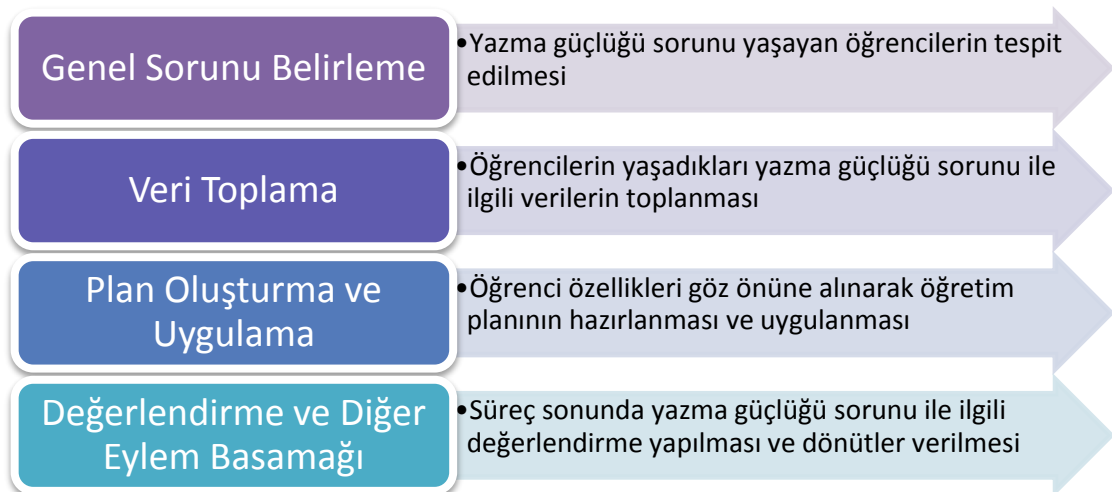 Genel Sorunu Belirleme
•Yazma güçlüğü sorunu yaşayan öğrencilerin tespit
edilmesi
Veri Toplama
•Öğrencilerin yaşadıkları yazma güçlüğü sorunu ile
ilgili verilerin toplanması
Plan Oluşturma ve
Uygulama
•Öğrenci özellikleri göz önüne alınarak öğretim
planının hazırlanması ve uygulanması
Değerlendirme ve Diğer
Eylem Basamağı
•Süreç sonunda yazma güçlüğü sorunu ile ilgili
değerlendirme yapılması ve dönütler verilmesi